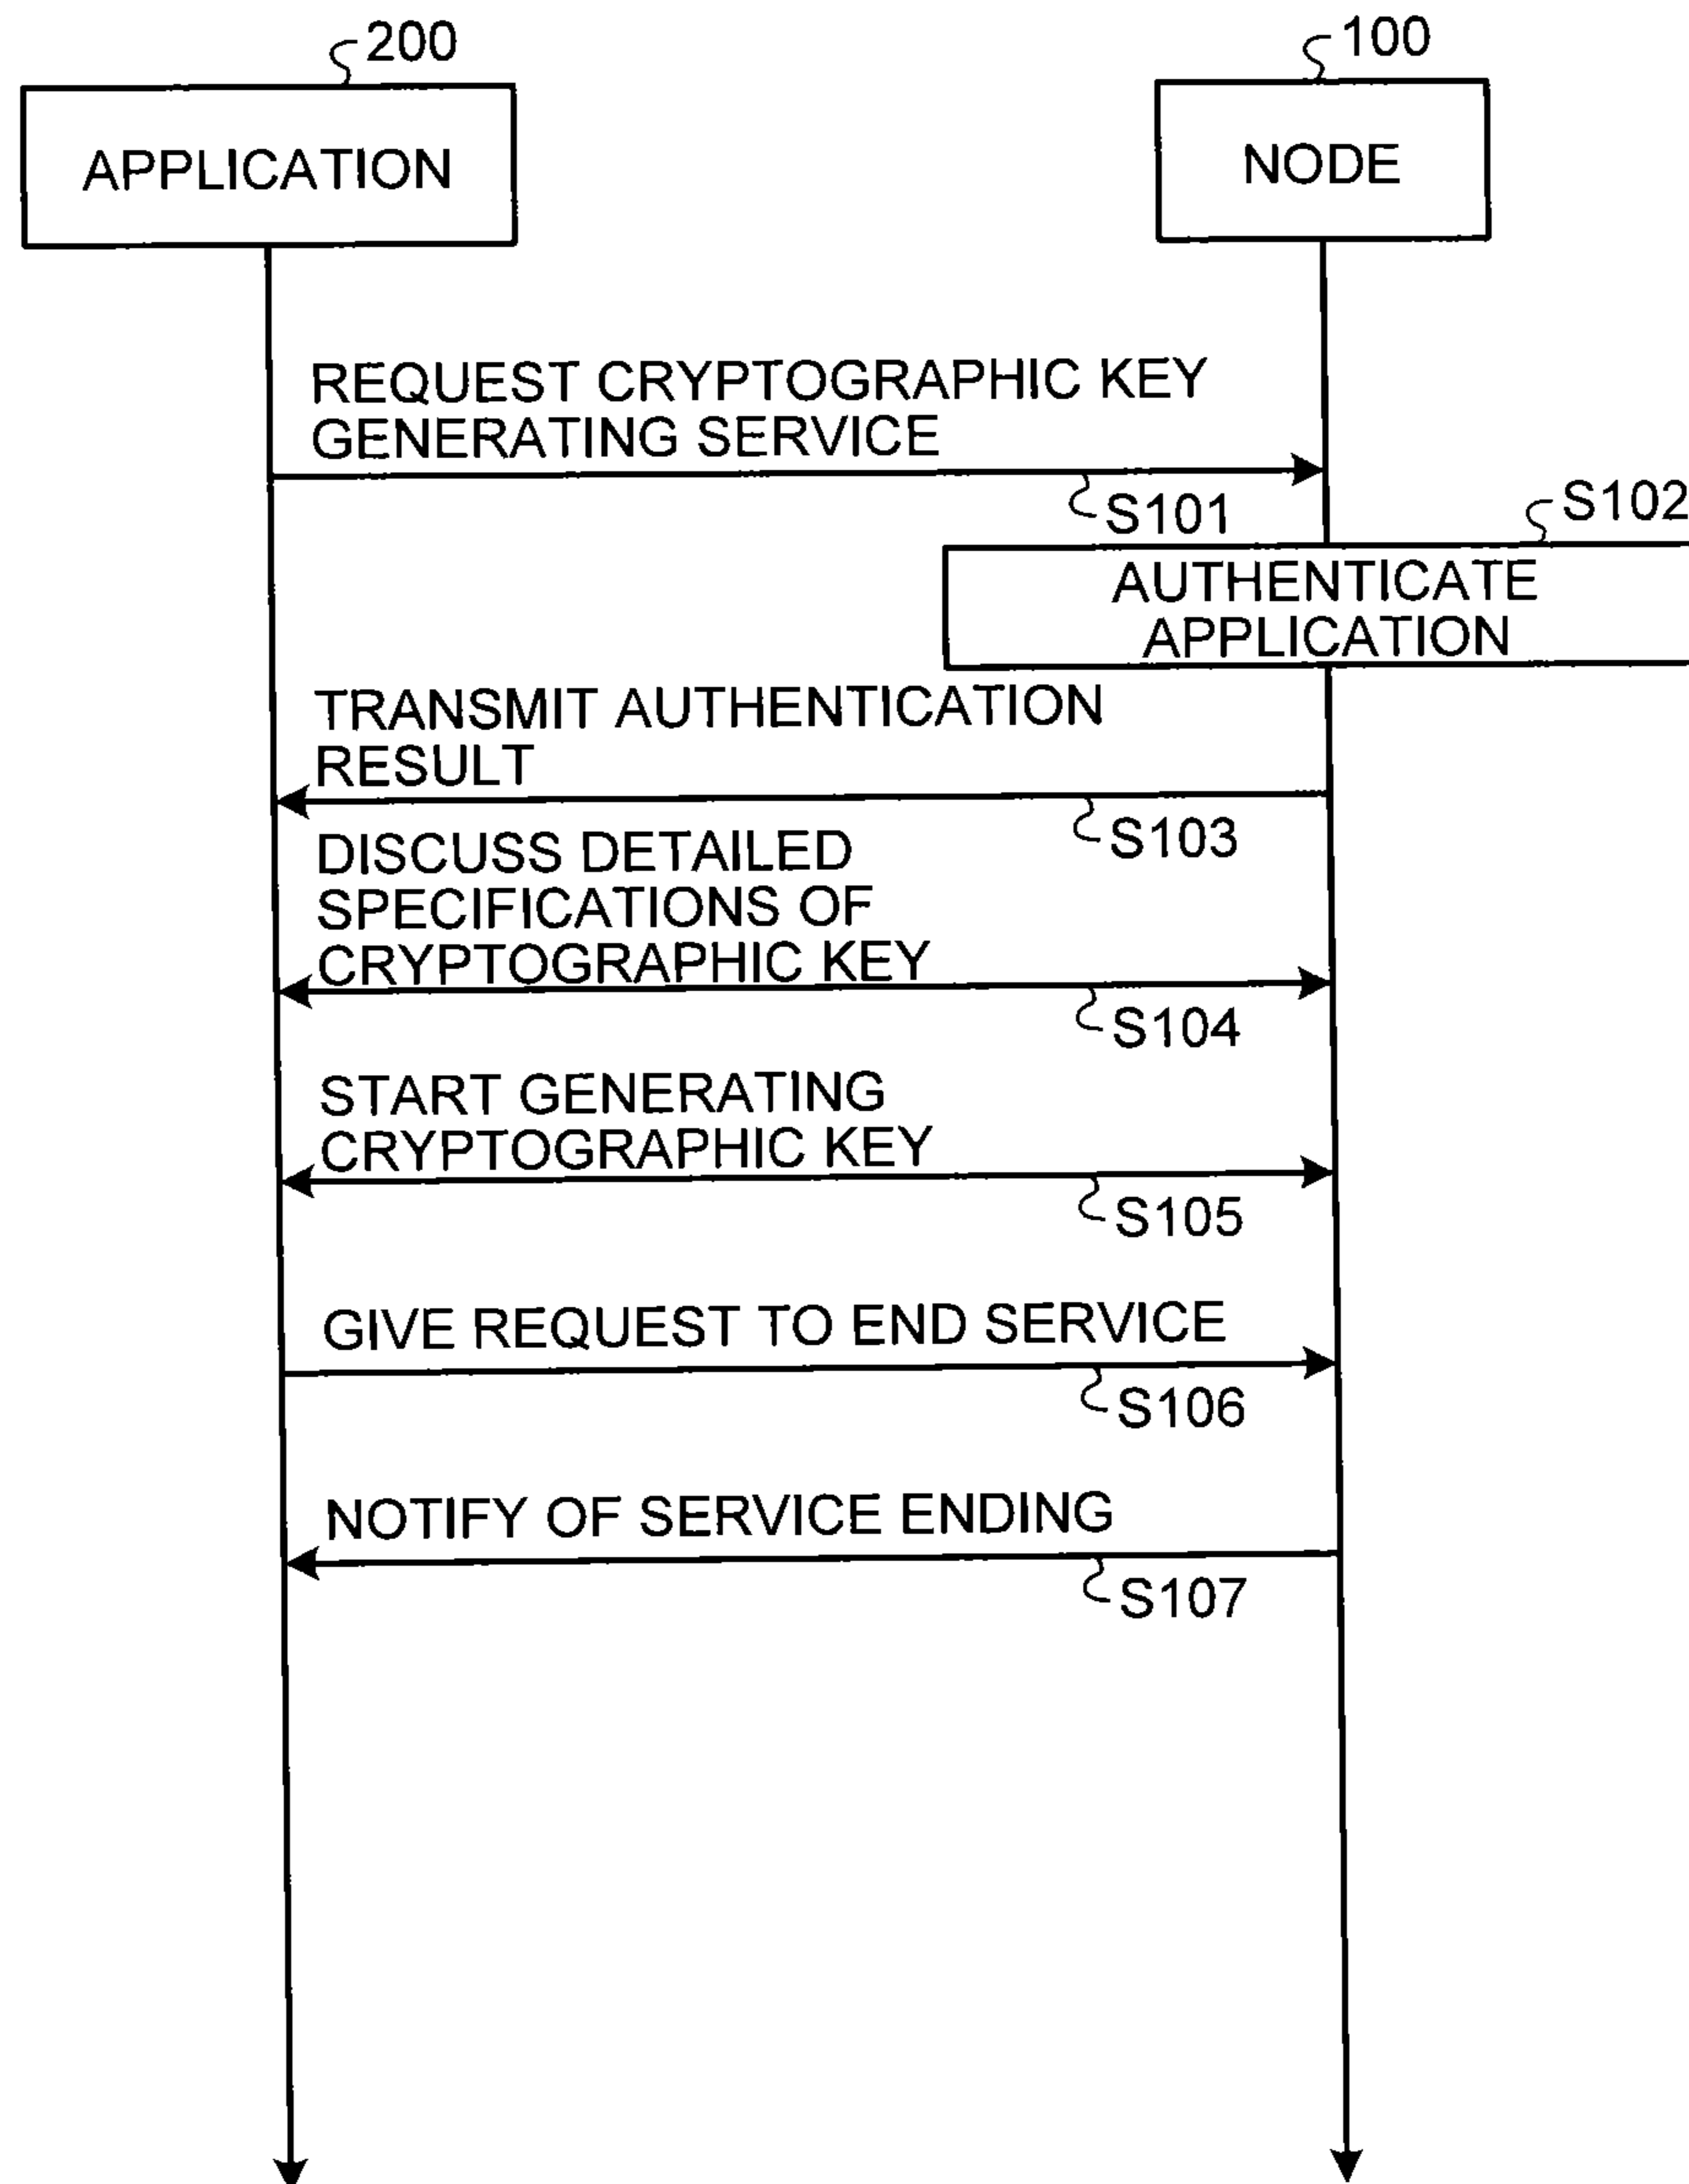 200
100
APPLICATION
NODE
REQUEST CRYPTOGRAPHIC KEY
GENERATING SERVICE
S101
S102
AUTHENTICATE
APPLICATION
TRANSMIT AUTHENTICATION
RESULT
S103
DISCUSS DETAILED
SPECIFICATIONS OF
CRYPTOGRAPHIC KEY
S104
START GENERATING
CRYPTOGRAPHIC KEY
S105
GIVE REQUEST TO END SERVICE
S106
NOTIFY OF SERVICE ENDING
S107